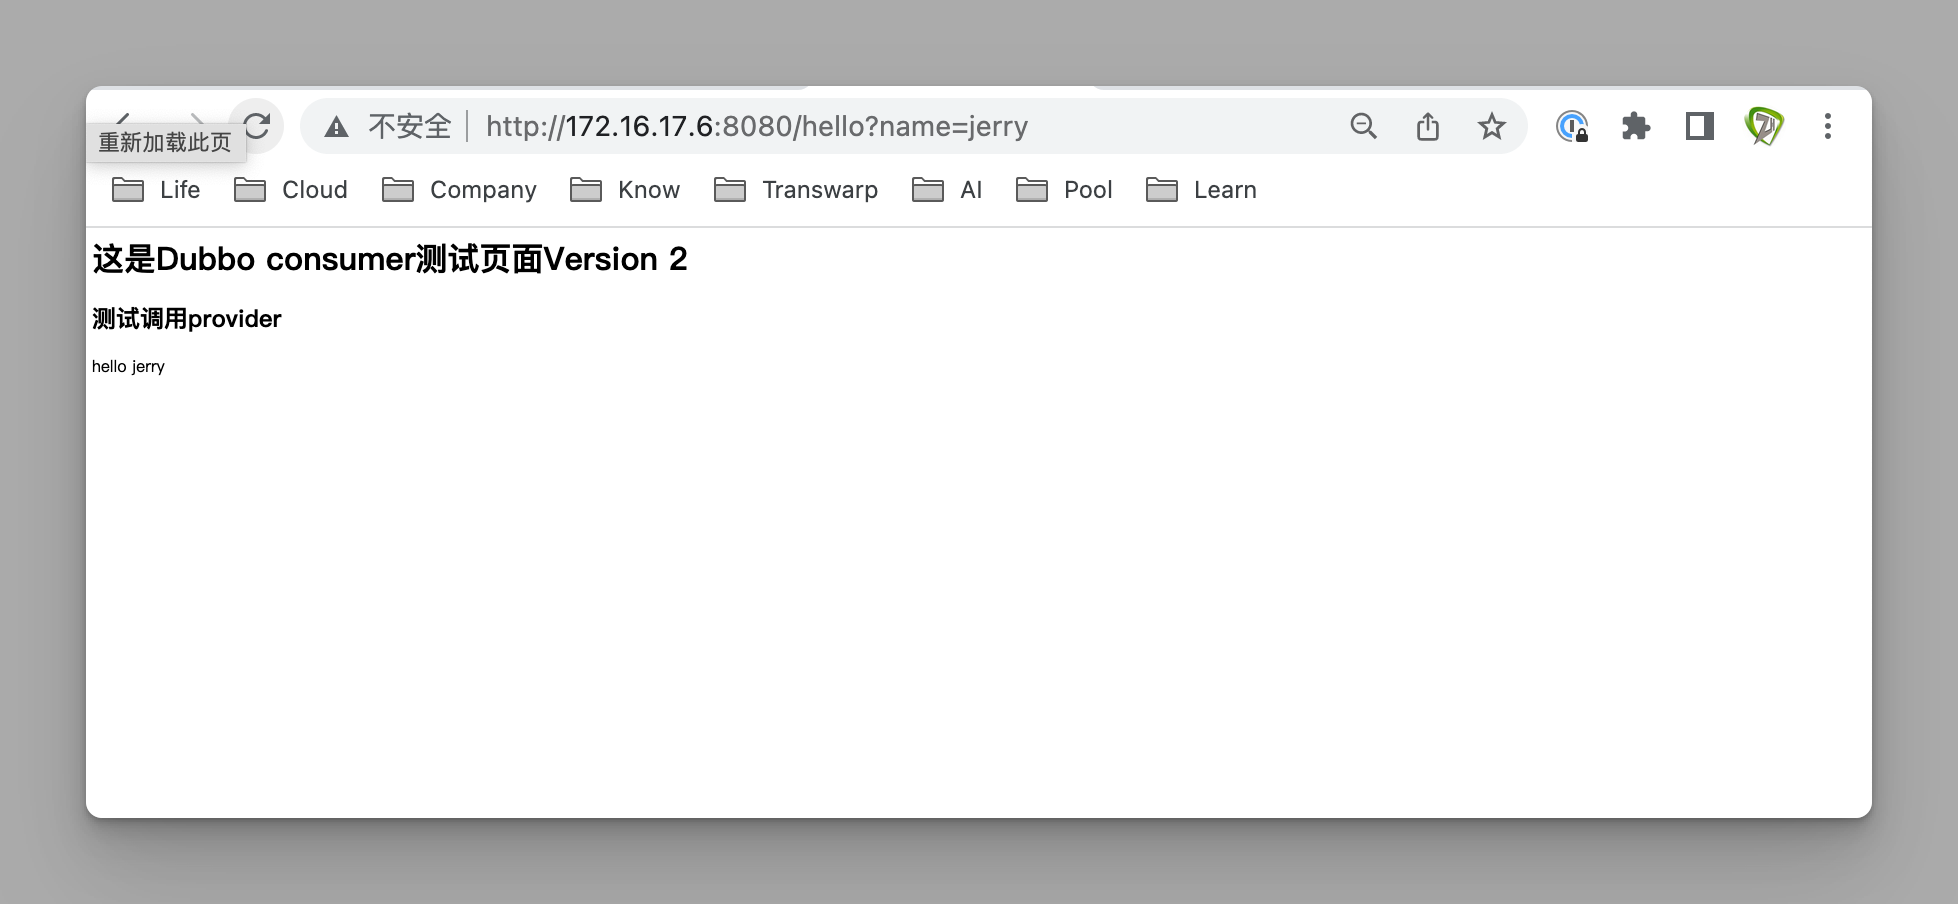 不安全 http://172.16.17.6:8080/hello?name=jerry
重新加载此页
Life Cloud Company Know Transwarp AI Pool Learn
这是Dubbo consumer测试页面Version 2
测试调用provider
hello jerry